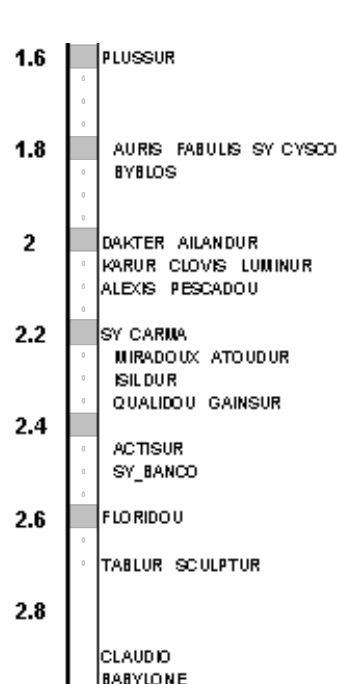 1.6 PLUSSUR
1.8 AURIS FABULIS SY CYSCO
BYBLOS
2 DAKTER AILANDUR
KARUR CLOVIS LUMINUR
ALEXIS PESCADOU
2.2 SY CARMA
MIRADOUX ATOUDUR
ISILDUR
QUALIDOU GAINSUR
2.4
ACTISUR
SY_BANCO
2.6 FLORIDOU
TABLUR SCULPTUR
2.8
CLAUDIO
BABYLONE